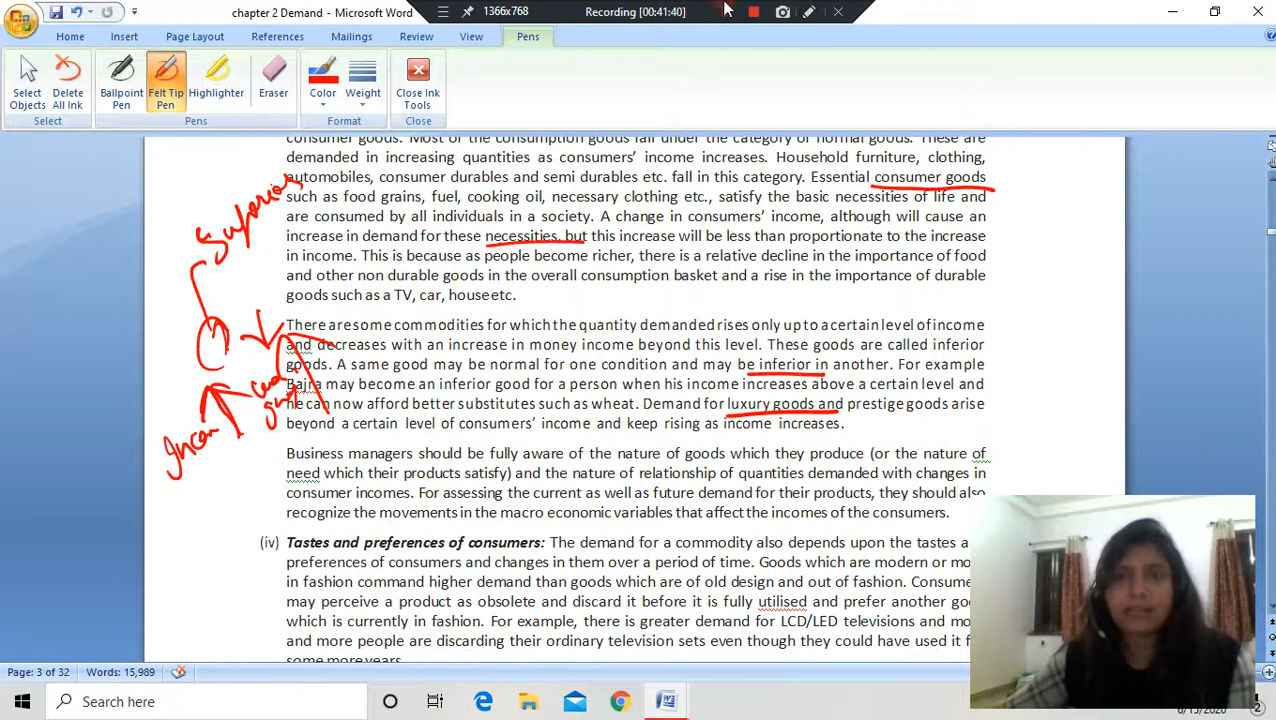 chapter 2 Demand - Microsoft Word
1366x768
Recording [00:41:40]
Home Insert Page Layout References Mailings Review View Pens
Select Objects
Delete All Ink
Ballpoint Pen
Felt Tip Pen
Highlighter
Eraser
Color
Weight
Close Ink Tools
Select Pens Format Close
consumer goods. Most of the consumption goods fall under the category of normal goods. These are
demanded in increasing quantities as consumers' income increases. Household furniture, clothing,
automobiles, consumer durables and semi durables etc. fall in this category. Essential consumer goods
such as food grains, fuel, cooking oil, necessary clothing etc., satisfy the basic necessities of life and
are consumed by all individuals in a society. A change in consumers' income, although will cause an
increase in demand for these necessities, but this increase will be less than proportionate to the increase
in income. This is because as people become richer, there is a relative decline in the importance of food
and other non durable goods in the overall consumption basket and a rise in the importance of durable
goods such as a TV, car, house etc.
Superior
There are some commodities for which the quantity demanded rises only up to a certain level of income
and decreases with an increase in money income beyond this level. These goods are called inferior
goods. A same good may be normal for one condition and may be inferior in another. For example
Bajra may become an inferior good for a person when his income increases above a certain level and
he can now afford better substitutes such as wheat. Demand for luxury goods and prestige goods arise
beyond a certain level of consumers' income and keep rising as income increases.
Business managers should be fully aware of the nature of goods which they produce (or the nature of
need which their products satisfy) and the nature of relationship of quantities demanded with changes in
consumer incomes. For assessing the current as well as future demand for their products, they should also
recognize the movements in the macro economic variables that affect the incomes of the consumers.
(iv) Tastes and preferences of consumers: The demand for a commodity also depends upon the tastes a
preferences of consumers and changes in them over a period of time. Goods which are modern or mo
in fashion command higher demand than goods which are of old design and out of fashion. Consume
may perceive a product as obsolete and discard it before it is fully utilised and prefer another go
which is currently in fashion. For example, there is greater demand for LCD/LED televisions and mo
and more people are discarding their ordinary television sets even though they could have used it f
some more years.
Page: 3 of 32 Words: 15,989
Search here
6/15/2020